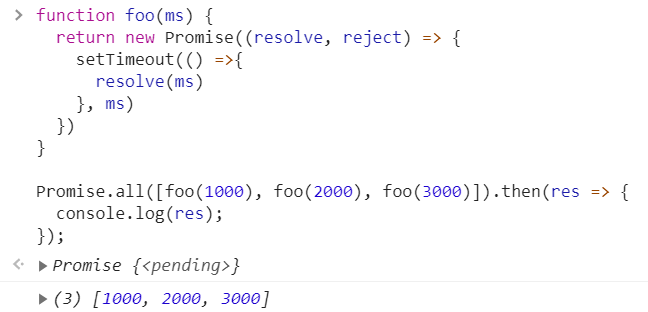 function foo(ms) {
  return new Promise((resolve, reject) => {
    setTimeout(() =>{
      resolve(ms)
    }, ms)
  })
}

Promise.all([foo(1000), foo(2000), foo(3000)]).then(res => {
  console.log(res);
});
Promise {<pending>}
(3) [1000, 2000, 3000]